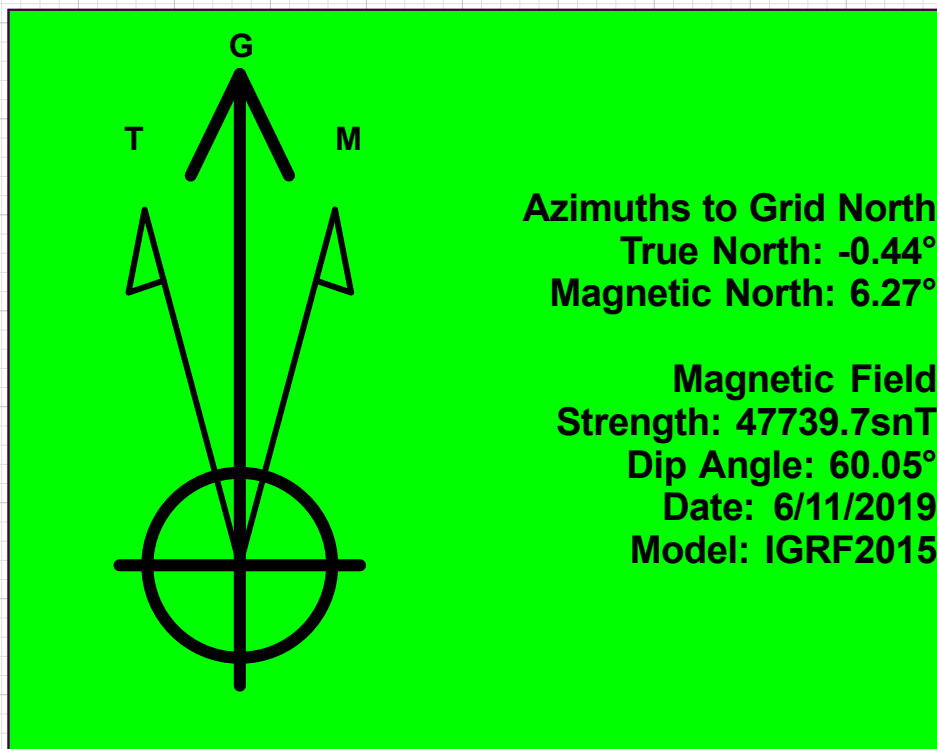 G
T
M
Azimuths to Grid North
True North: -0.44°
Magnetic North: 6.27°
Magnetic Field
Strength: 47739.7snT
Dip Angle: 60.05°
Date: 6/11/2019
Model: IGRF2015